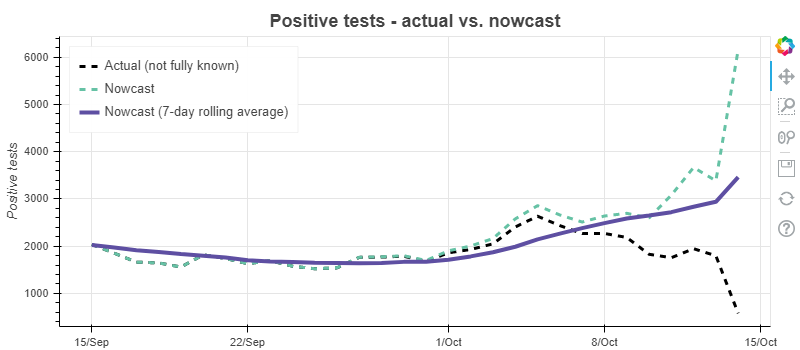 Positive tests - actual vs. nowcast
Actual (not fully known)
Nowcast
Nowcast (7-day rolling average)
Positive tests
6000
5000
4000
3000
2000
1000
15/Sep
22/Sep
1/Oct
8/Oct
15/Oct